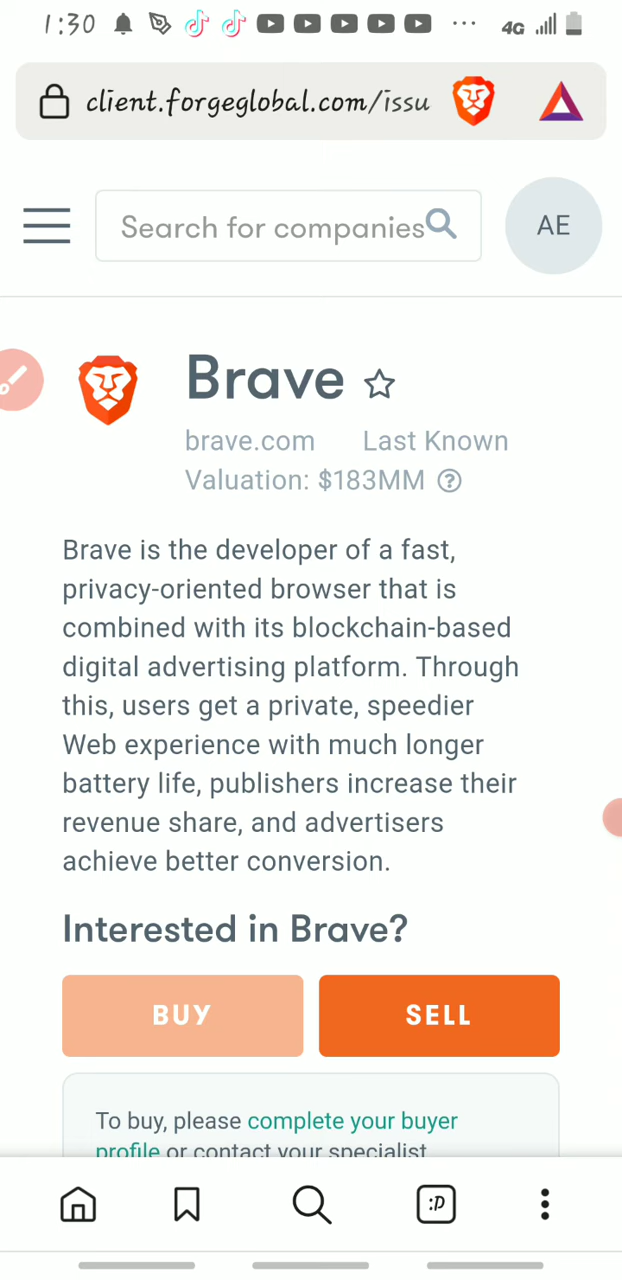 1:30
4G
client.forgeglobal.com/issu
Search for companies
AE
Brave
brave.com Last Known
Valuation: $183MM ?
Brave is the developer of a fast,
privacy-oriented browser that is
combined with its blockchain-based
digital advertising platform. Through
this, users get a private, speedier
Web experience with much longer
battery life, publishers increase their
revenue share, and advertisers
achieve better conversion.
Interested in Brave?
BUY SELL
To buy, please complete your buyer
profile or contact your specialist
:D